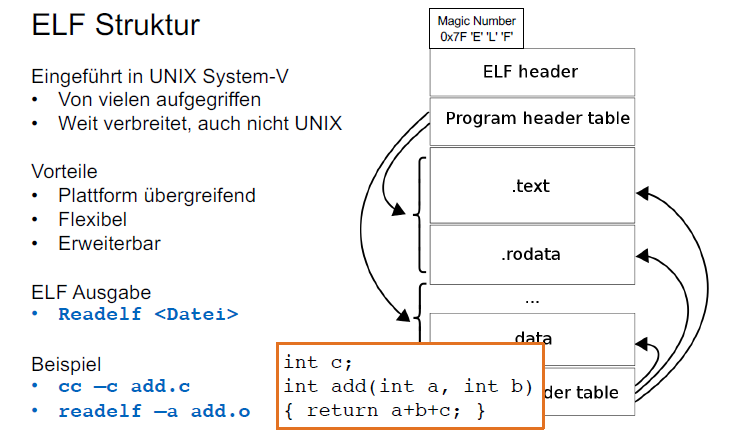 ELF Struktur
Eingeführt in UNIX System-V
• Von vielen aufgegriffen
• Weit verbreitet, auch nicht UNIX
Vorteile
• Plattform übergreifend
• Flexibel
• Erweiterbar
ELF Ausgabe
• Readelf <Datei>
Beispiel
• cc –c add.c
• readelf –a add.o
Magic Number
0x7F 'E' 'L' 'F'
ELF header
Program header table
.text
.rodata
...
data
der table
int c;
int add(int a, int b)
{ return a+b+c; }